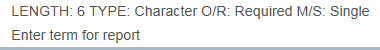 LENGTH: 6 TYPE: Character O/R: Required M/S: Single
Enter term for report